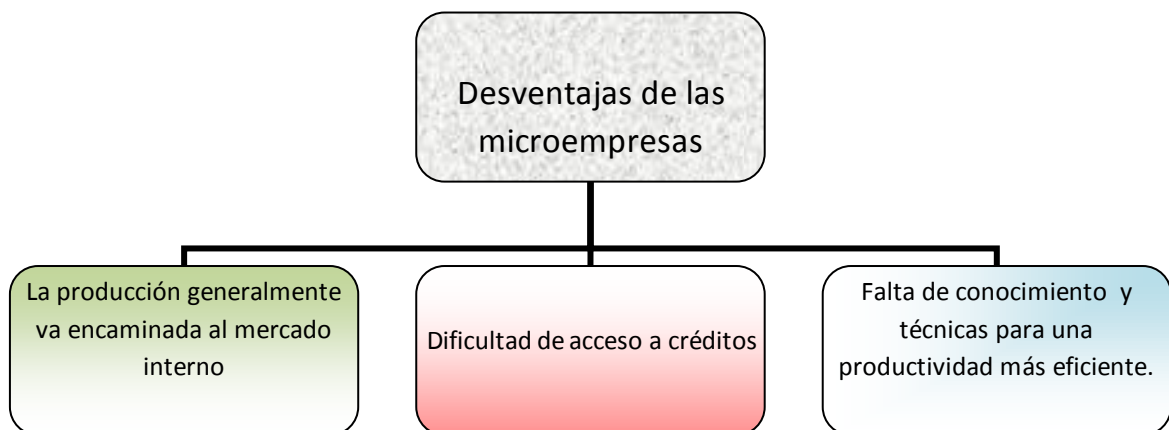 Desventajas de las
microempresas
La producción generalmente
va encaminada al mercado
interno
Dificultad de acceso a créditos
Falta de conocimiento y
técnicas para una
productividad más eficiente.